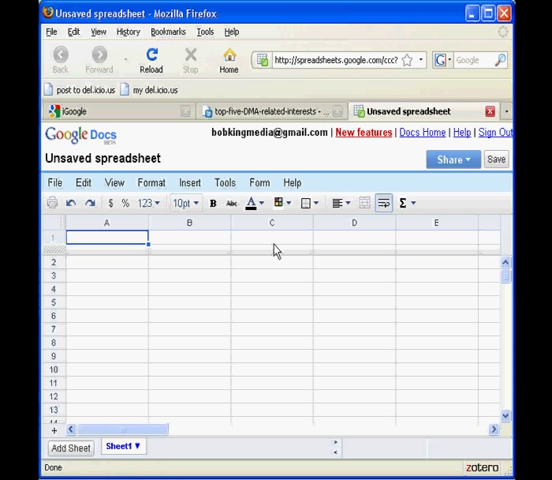 Unsaved spreadsheet - Mozilla Firefox
File Edit View History Bookmarks Tools Help
Back Forward Reload Stop Home http://spreadsheets.google.com/ccc? G Google
post to del.icio.us my del.icio.us
iGoogle top-five-DMA-related-interests - ... Unsaved spreadsheet
Google Docs BETA bobkingmedia@gmail.com | New features | Docs Home | Help | Sign Out
Unsaved spreadsheet Share Save
File Edit View Format Insert Tools Form Help
$ % 123 10pt B Abc A Σ
A B C D E
1
2
3
4
5
6
7
8
9
10
11
12
13
14
+
Add Sheet Sheet1
Done zotero